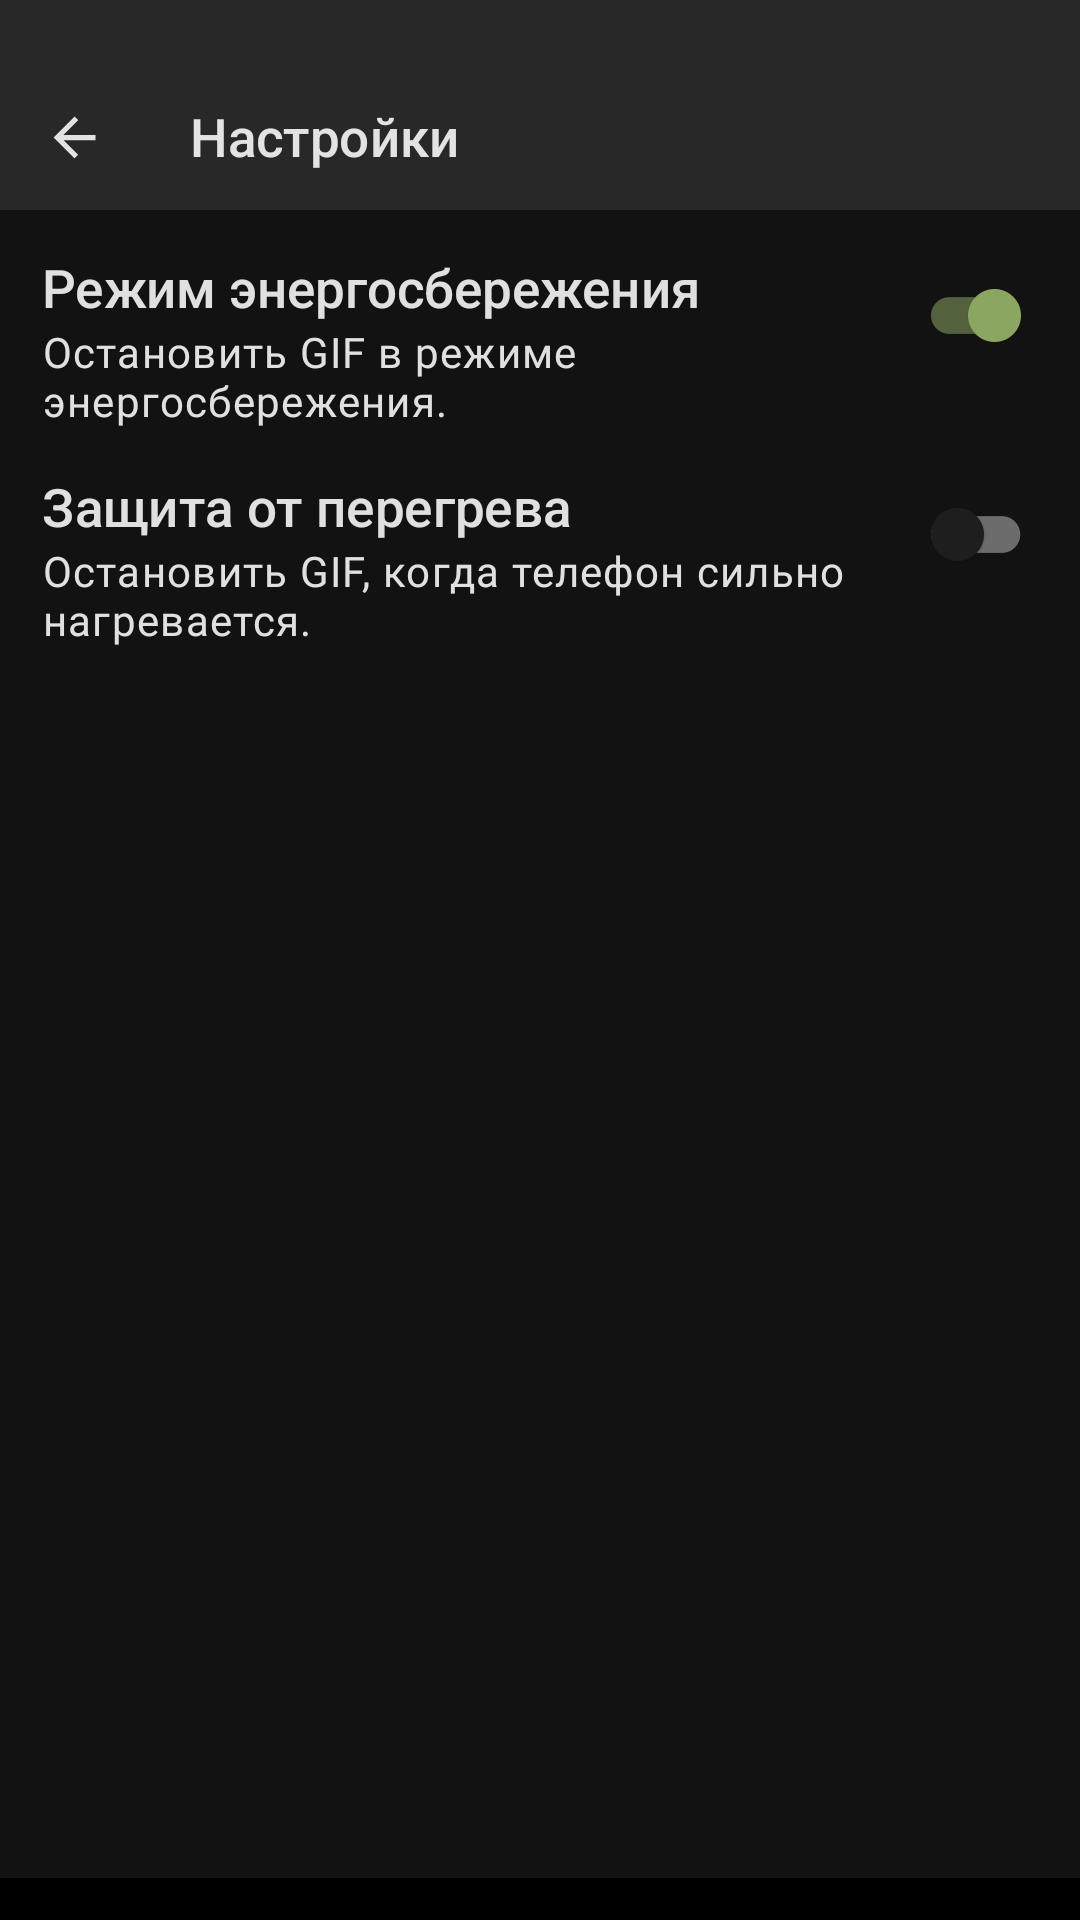 Настройки
Режим энергосбережения
Остановить GIF в режиме
энергосбережения.
Защита от перегрева
Остановить GIF, когда телефон сильно
нагревается.